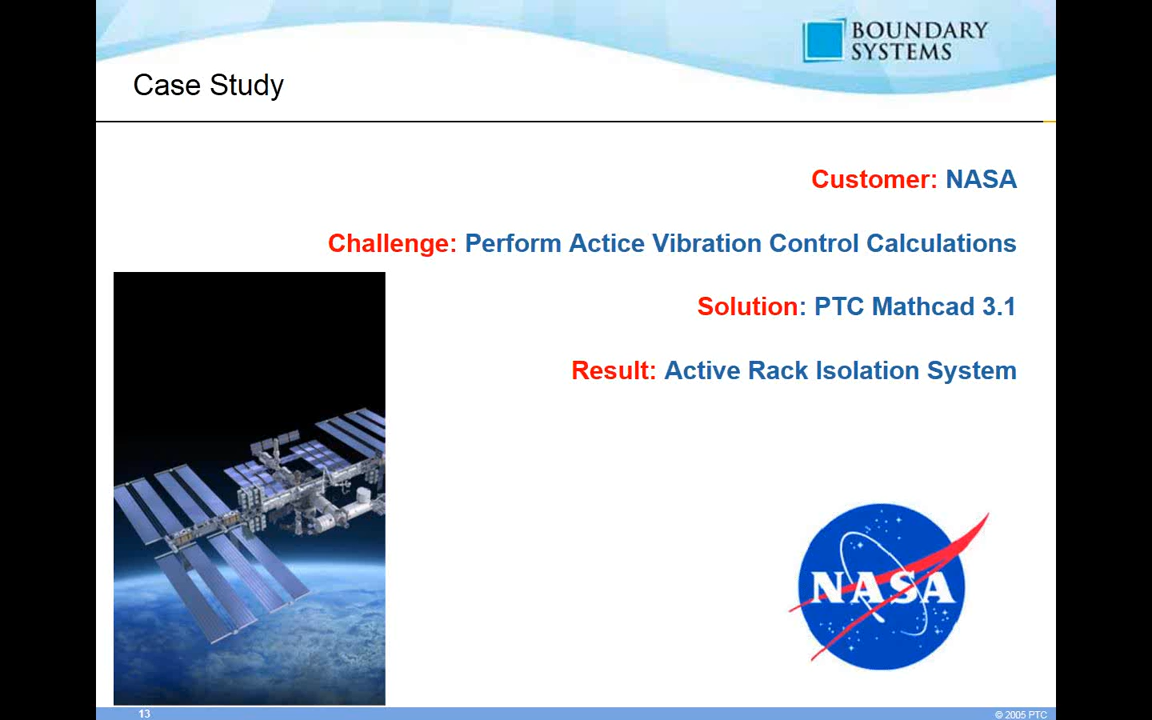 BOUNDARY
SYSTEMS
Case Study
Customer: NASA
Challenge: Perform Actice Vibration Control Calculations
Solution: PTC Mathcad 3.1
Result: Active Rack Isolation System
NASA
13
© 2005 PTC